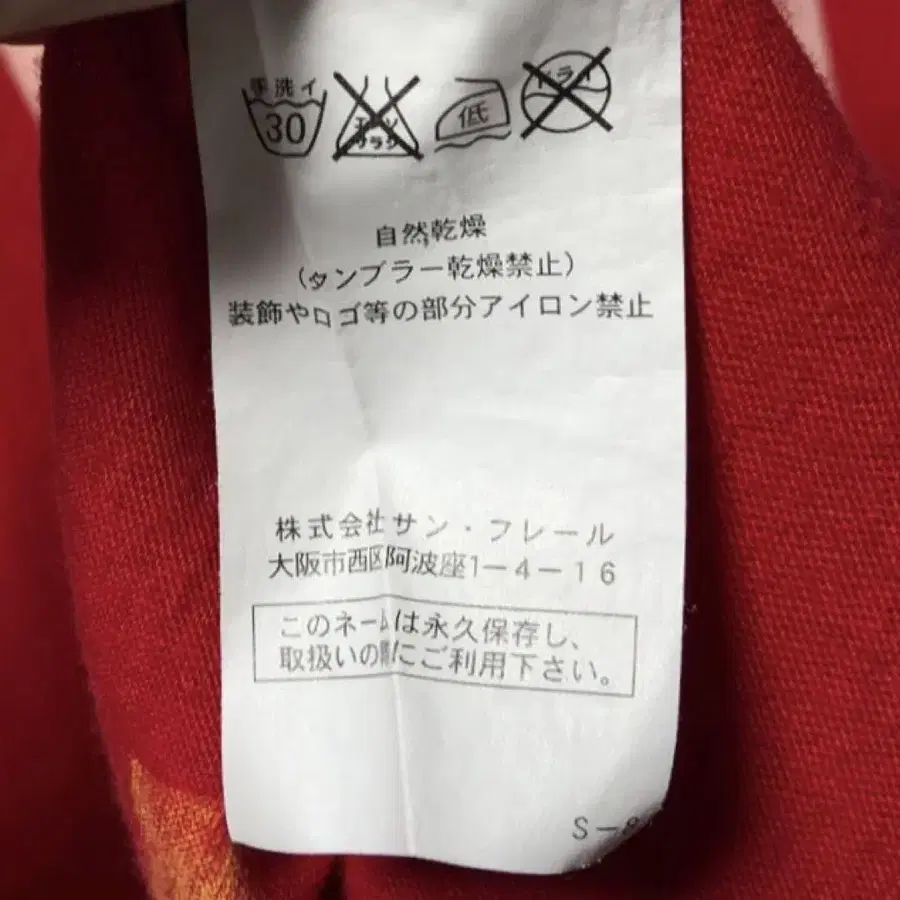 手洗イ
30
エンソ
サラシ
低
ドライ
自然乾燥
(タンブラー乾燥禁止)
装飾やロゴ等の部分アイロン禁止
株式会社サン・フレール
大阪市西区阿波座1-4-16
このネームは永久保存し、
取扱いの際にご利用下さい。